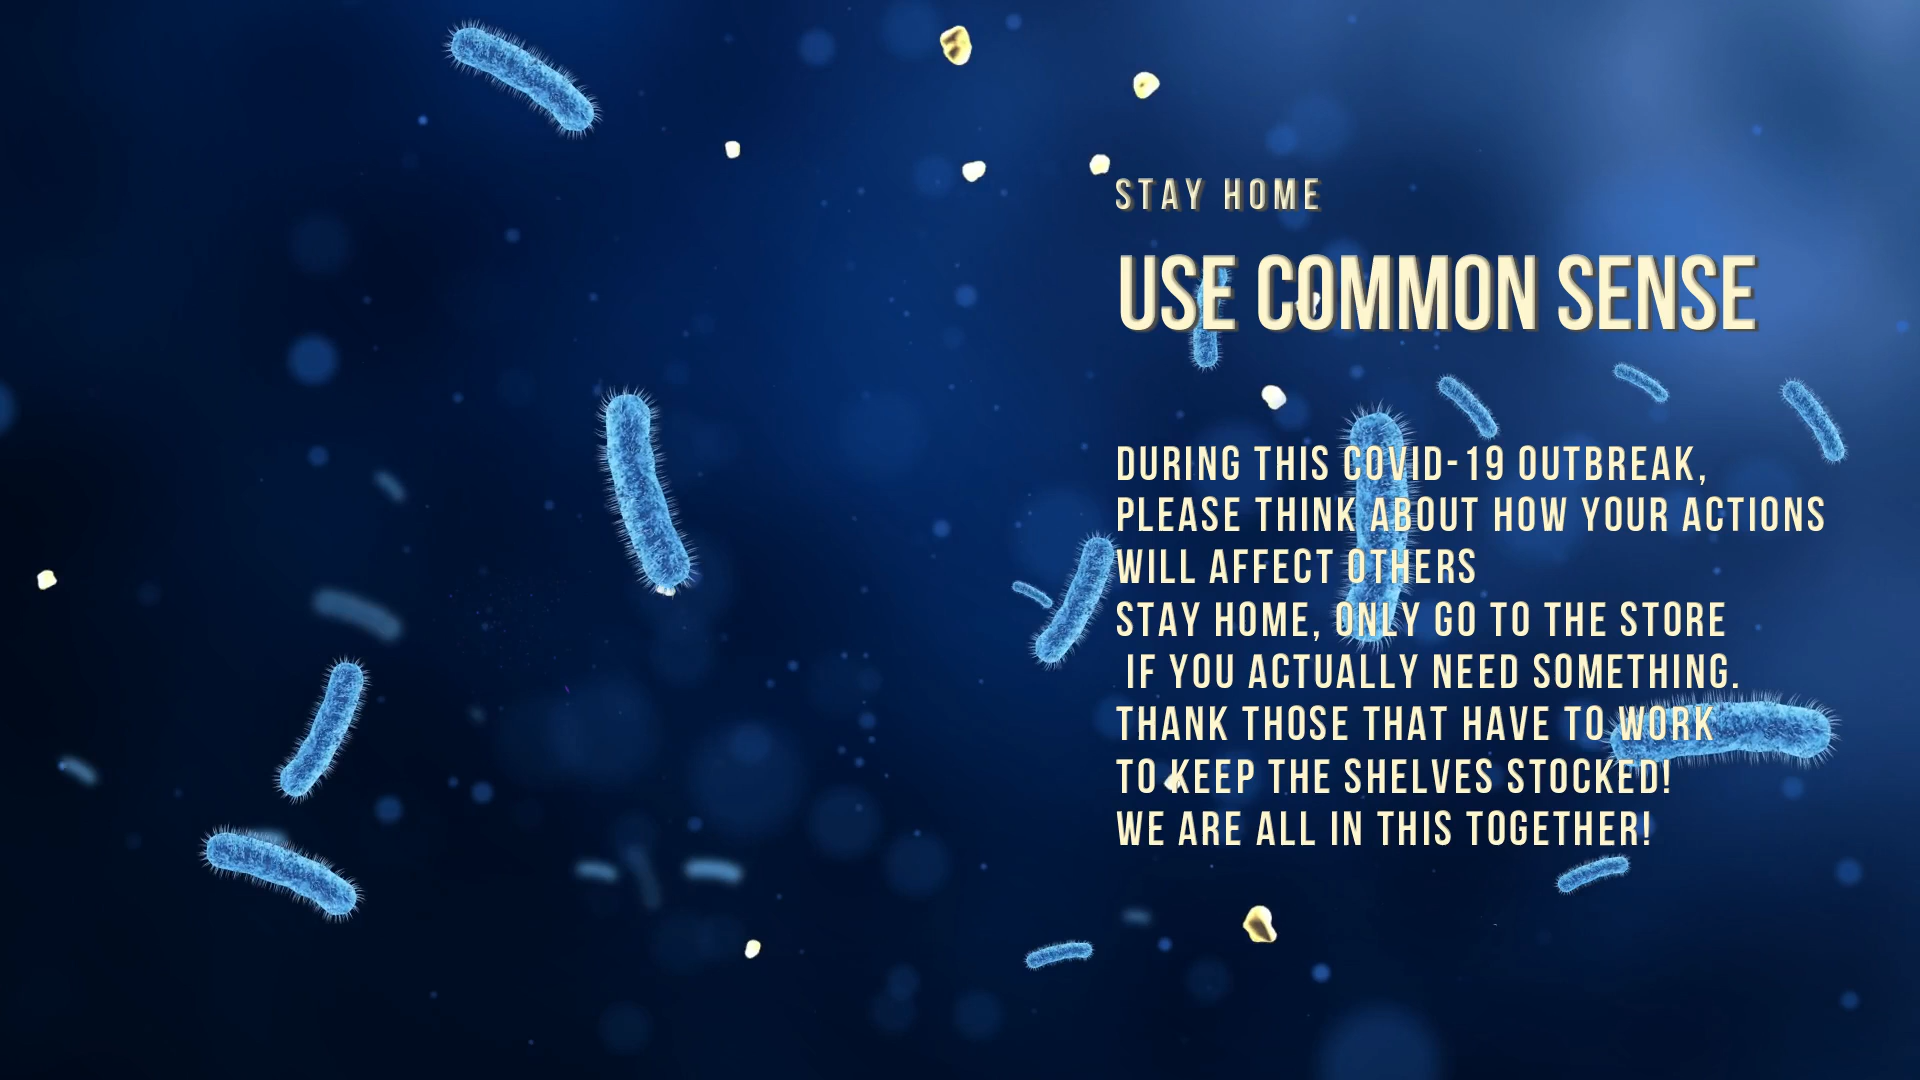 STAY HOME
USE COMMON SENSE
DURING THIS COVID-19 OUTBREAK,
PLEASE THINK ABOUT HOW YOUR ACTIONS
WILL AFFECT OTHERS
STAY HOME, ONLY GO TO THE STORE
IF YOU ACTUALLY NEED SOMETHING.
THANK THOSE THAT HAVE TO WORK
TO KEEP THE SHELVES STOCKED!
WE ARE ALL IN THIS TOGETHER!